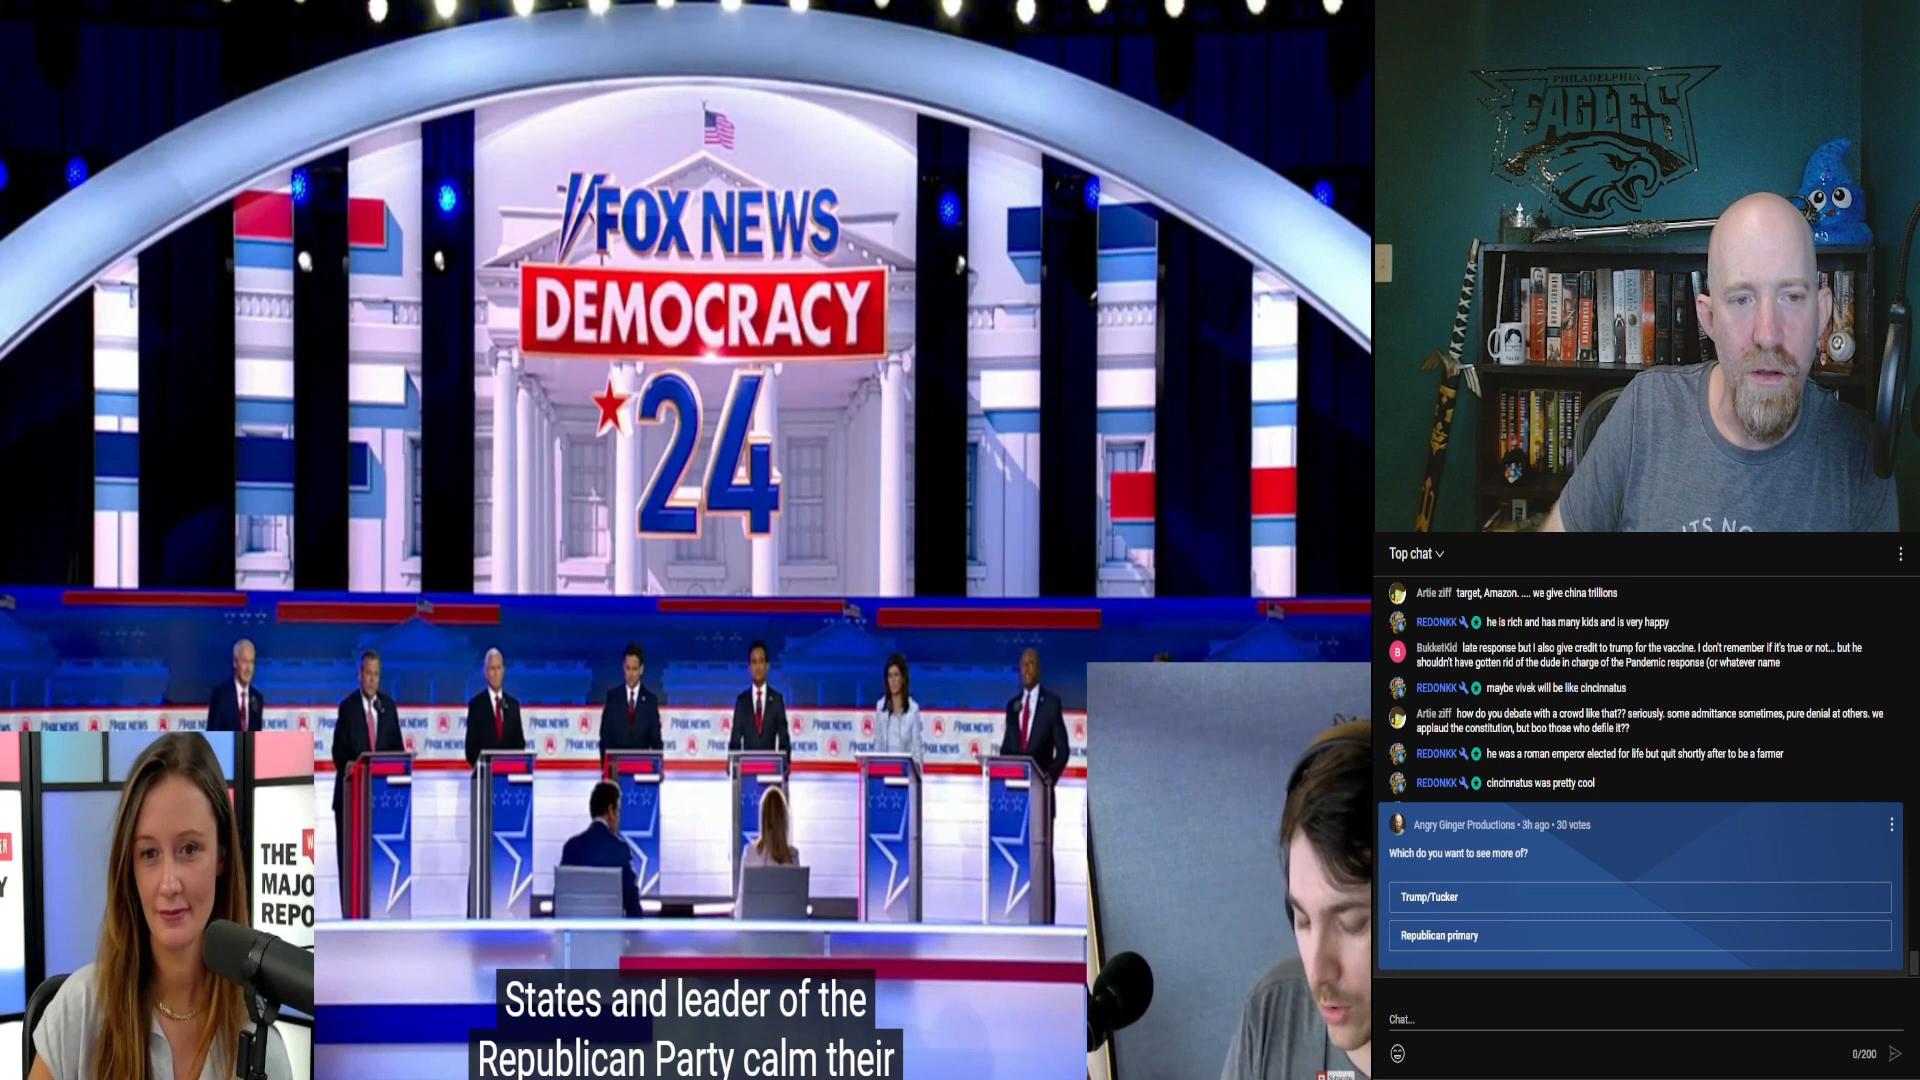 FOX NEWS
DEMOCRACY
24
PHILADELPHIA
EAGLES
THE
MAJO
REPO
States and leader of the
Republican Party calm their
Subscribe
Top chat
Artie ziff target, Amazon. .... we give china trillions
REDONKK he is rich and has many kids and is very happy
BukketKid late response but I also give credit to trump for the vaccine. I don't remember if it's true or not... but he
shouldn't have gotten rid of the dude in charge of the Pandemic response (or whatever name
REDONKK maybe vivek will be like cincinnatus
Artie ziff how do you debate with a crowd like that?? seriously. some admittance sometimes, pure denial at others. we
applaud the constitution, but boo those who defile it??
REDONKK he was a roman emperor elected for life but quit shortly after to be a farmer
REDONKK cincinnatus was pretty cool
Angry Ginger Productions • 3h ago • 30 votes
Which do you want to see more of?
Trump/Tucker
Republican primary
Chat...
0/200